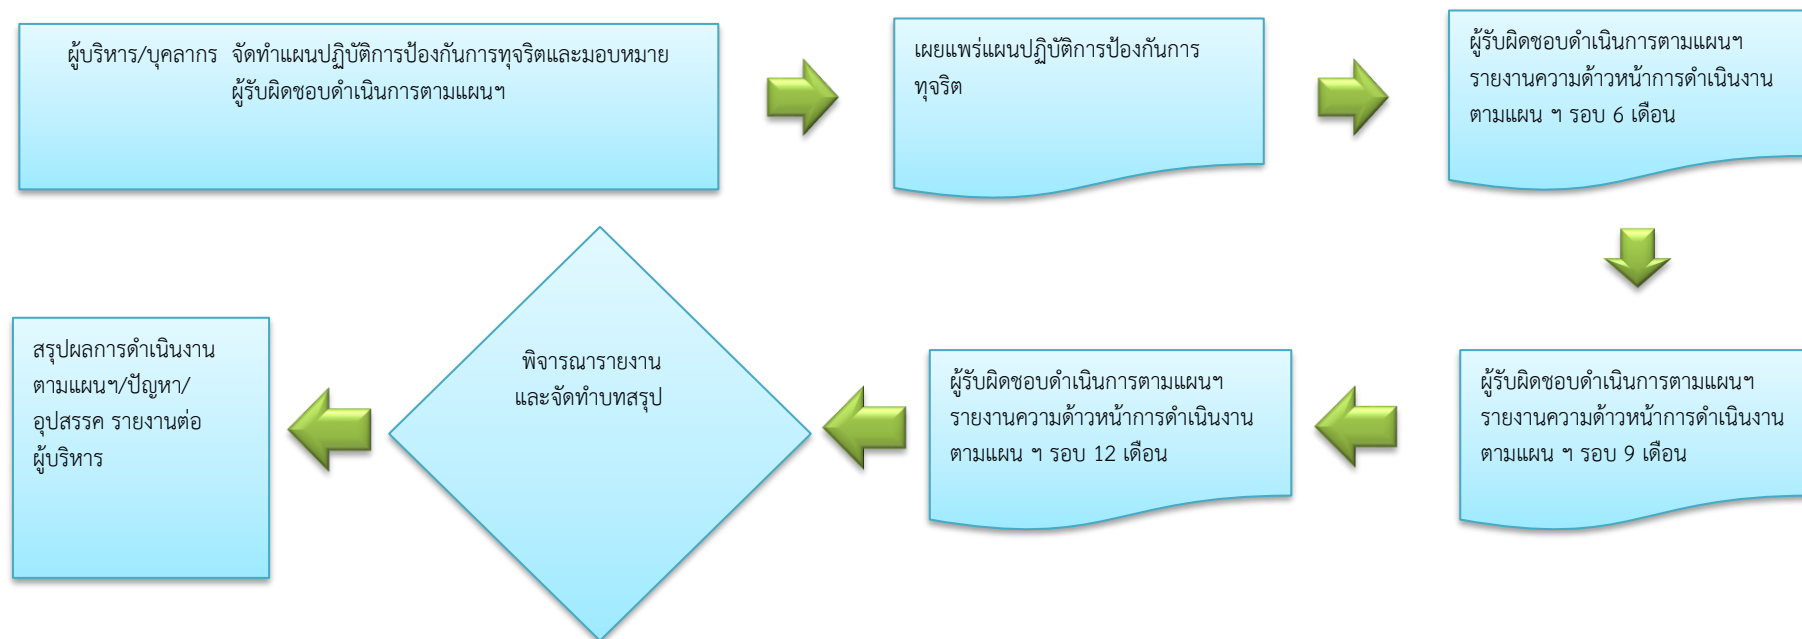 ผู้บริหาร/บุคลากร จัดทำแผนปฏิบัติการป้องกันการทุจริตและมอบหมาย
ผู้รับผิดชอบดำเนินการตามแผนฯ
เผยแพร่แผนปฏิบัติการป้องกันการ
ทุจริต
ผู้รับผิดชอบดำเนินการตามแผนฯ
รายงานความด้าวหน้าการดำเนินงาน
ตามแผน ฯ รอบ 6 เดือน
ผู้รับผิดชอบดำเนินการตามแผนฯ
รายงานความด้าวหน้าการดำเนินงาน
ตามแผน ฯ รอบ 9 เดือน
ผู้รับผิดชอบดำเนินการตามแผนฯ
รายงานความด้าวหน้าการดำเนินงาน
ตามแผน ฯ รอบ 12 เดือน
พิจารณารายงาน
และจัดทำบทสรุป
สรุปผลการดำเนินงาน
ตามแผนฯ/ปัญหา/
อุปสรรค รายงานต่อ
ผู้บริหาร